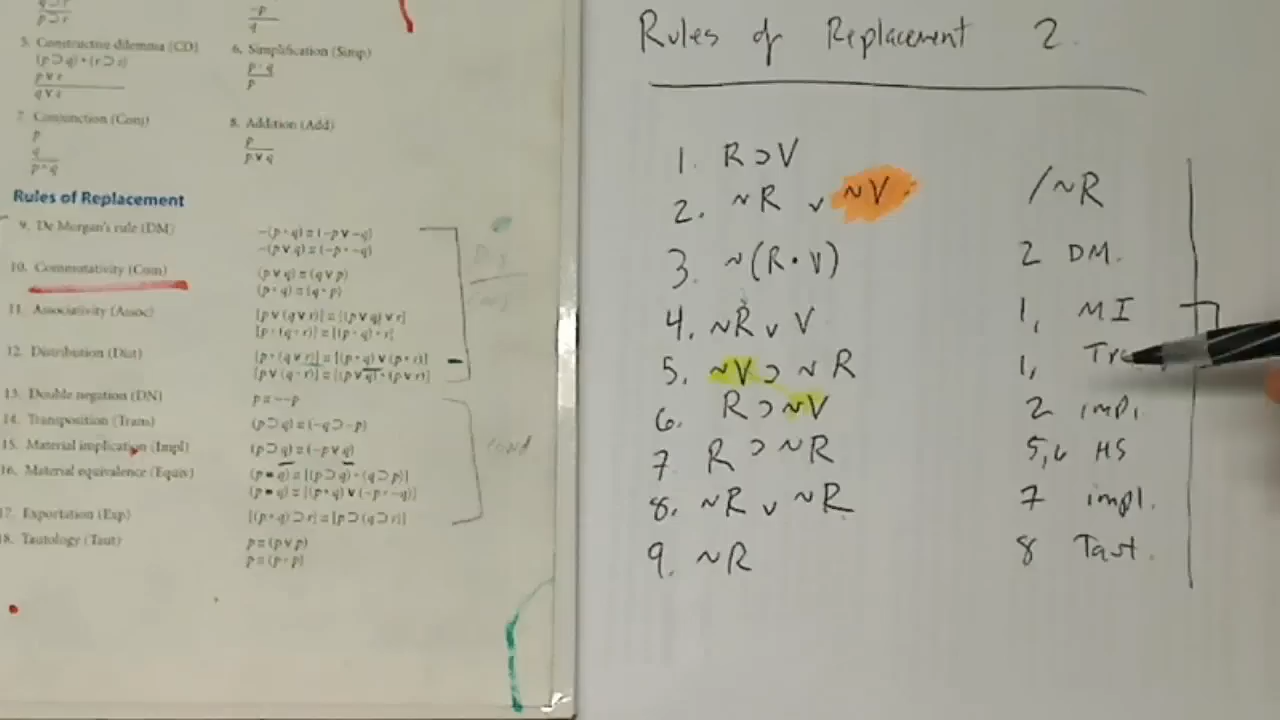 5. Constructive dilemma (CD)
(p ⊃ q) • (r ⊃ s)
p ∨ r
q ∨ s
6. Simplification (Simp)
p • q
p
7. Conjunction (Conj)
p
q
p • q
8. Addition (Add)
p
p ∨ q
Rules of Replacement
9. De Morgan's rule (DM)
~(p • q) ≡ (~p ∨ ~q)
~(p ∨ q) ≡ (~p • ~q)
10. Commutativity (Com)
(p ∨ q) ≡ (q ∨ p)
(p • q) ≡ (q • p)
11. Associativity (Assoc)
[p ∨ (q ∨ r)] ≡ [(p ∨ q) ∨ r]
[p • (q • r)] ≡ [(p • q) • r]
12. Distribution (Dist)
[p • (q ∨ r)] ≡ [(p • q) ∨ (p • r)]
[p ∨ (q • r)] ≡ [(p ∨ q) • (p ∨ r)]
13. Double negation (DN)
p ≡ ~~p
14. Transposition (Trans)
(p ⊃ q) ≡ (~q ⊃ ~p)
15. Material implication (Impl)
(p ⊃ q) ≡ (~p ∨ q)
16. Material equivalence (Equiv)
(p ≡ q) ≡ [(p ⊃ q) • (q ⊃ p)]
(p ≡ q) ≡ [(p • q) ∨ (~p • ~q)]
17. Exportation (Exp)
[(p • q) ⊃ r] ≡ [p ⊃ (q ⊃ r)]
8. Tautology (Taut)
p ≡ (p ∨ p)
p ≡ (p • p)
Rules of Replacement 2
1. R ⊃ V
2. ~R ∨ ~V /~R
3. ~(R • V) 2 DM.
4. ~R ∨ V 1, MI
5. ~V ⊃ ~R 1,
6. R ⊃ ~V 2 impl.
7 R ⊃ ~R 5,6 HS
8. ~R ∨ ~R 7 impl.
9. ~R 8 Taut.